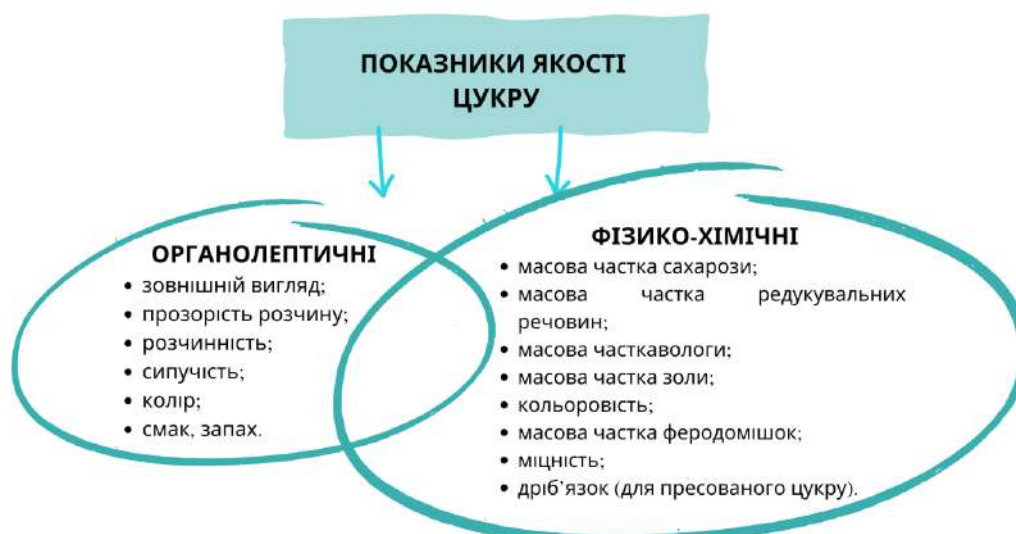 ПОКАЗНИКИ ЯКОСТІ
ЦУКРУ
ОРГАНОЛЕПТИЧНІ
• зовнішній вигляд;
• прозорість розчину;
• розчинність;
• сипучість;
• колір;
• смак, запах.
ФІЗИКО-ХІМІЧНІ
• масова частка сахарози;
• масова частка редукувальних
речовин;
• масова часткавологи;
• масова частка золи;
• кольоровість;
• масова частка феродомішок;
• міцність;
• дріб’язок (для пресованого цукру).